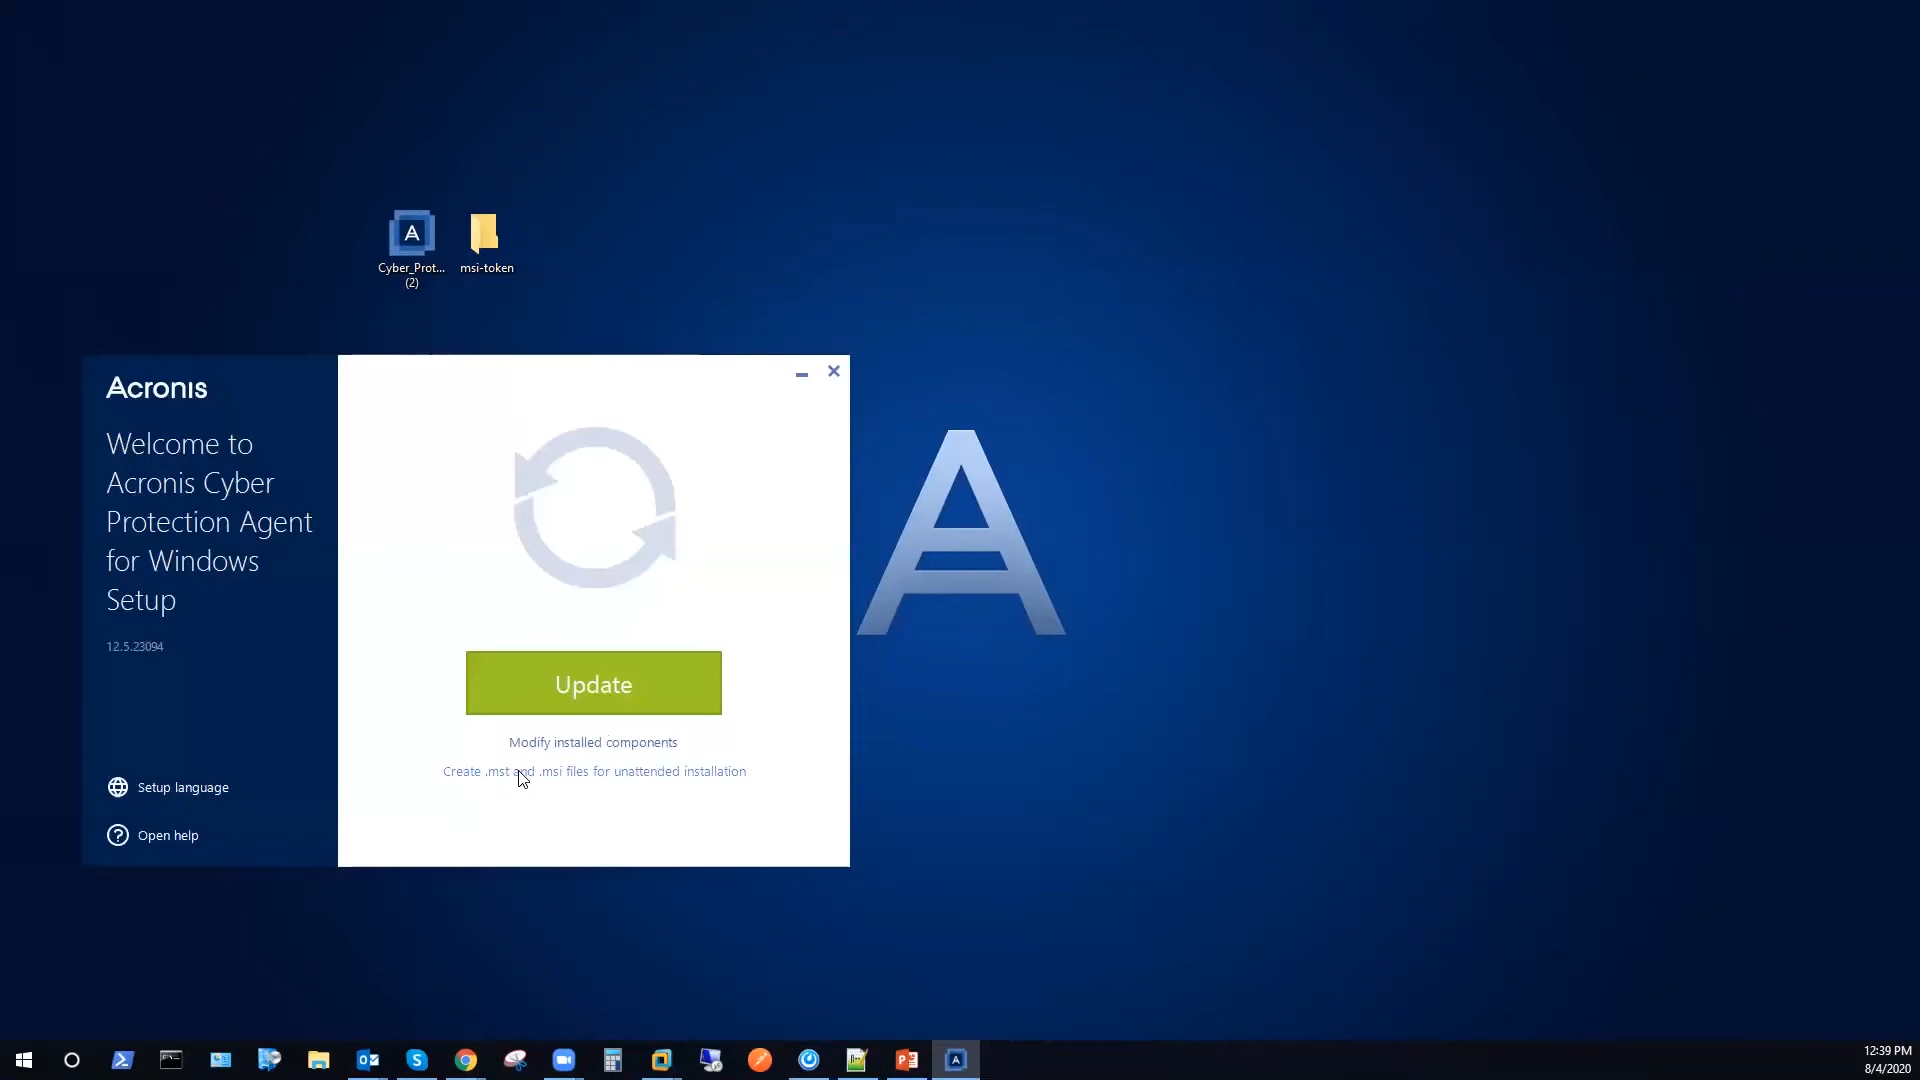 Cyber_Prot...
(2)
msi-token
Acronis
Welcome to
Acronis Cyber
Protection Agent
for Windows
Setup
12.5.23094
Update
Modify installed components
Create .mst and .msi files for unattended installation
Setup language
Open help
12:39 PM
8/4/2020